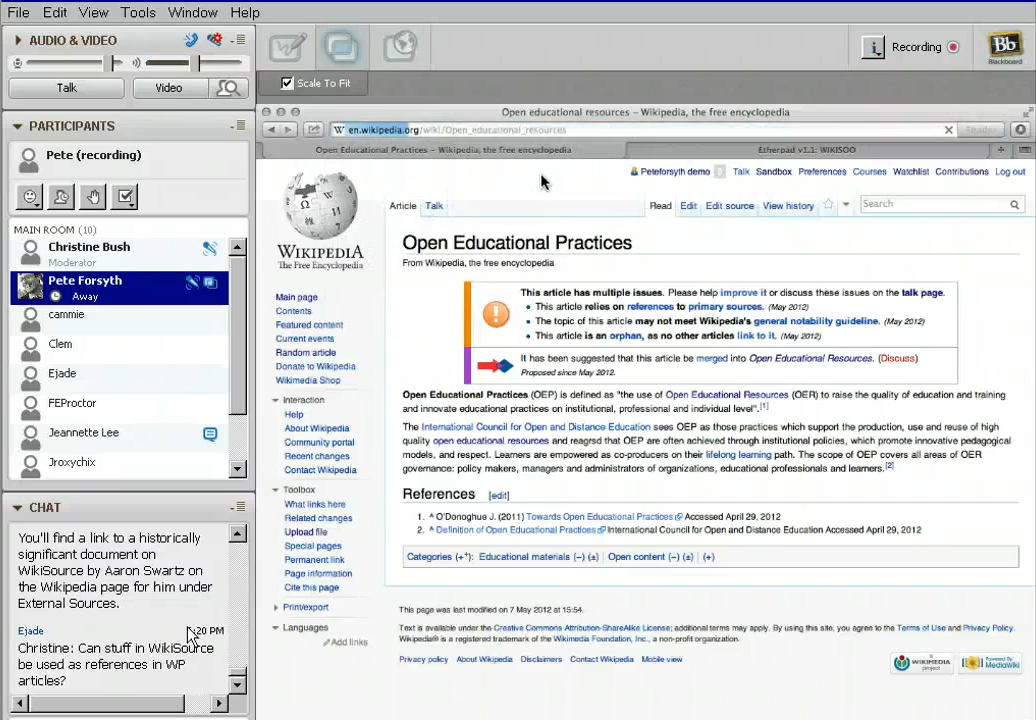 File Edit View Tools Window Help
AUDIO & VIDEO
Talk Video
PARTICIPANTS
Pete (recording)
MAIN ROOM (10)
Christine Bush
Moderator
Pete Forsyth
Away
cammie
Clem
Ejade
FEProctor
Jeannette Lee
Jroxychix
CHAT
You'll find a link to a historically
significant document on
WikiSource by Aaron Swartz on
the Wikipedia page for him under
External Sources.
Ejade :20 PM
Christine: Can stuff in WikiSource
be used as references in WP
articles?
Recording
Bb
Blackboard
Scale To Fit
Open educational resources – Wikipedia, the free encyclopedia
W en.wikipedia.org/wiki/Open_educational_resources
Reader
Open Educational Practices – Wikipedia, the free encyclopedia
Etherpad v1.1: WIKISOO
Peteforsyth demo 0 Talk Sandbox Preferences Courses Watchlist Contributions Log out
Article Talk Read Edit Edit source View history Search
WIKIPEDIA
The Free Encyclopedia
Main page
Contents
Featured content
Current events
Random article
Donate to Wikipedia
Wikimedia Shop
Interaction
Help
About Wikipedia
Community portal
Recent changes
Contact Wikipedia
Toolbox
What links here
Related changes
Upload file
Special pages
Permanent link
Page information
Cite this page
Print/export
Languages
Add links
Open Educational Practices
From Wikipedia, the free encyclopedia
This article has multiple issues. Please help improve it or discuss these issues on the talk page.
• This article relies on references to primary sources. (May 2012)
• The topic of this article may not meet Wikipedia's general notability guideline. (May 2012)
• This article is an orphan, as no other articles link to it. (May 2012)
It has been suggested that this article be merged into Open Educational Resources. (Discuss)
Proposed since May 2012.
Open Educational Practices (OEP) is defined as "the use of Open Educational Resources (OER) to raise the quality of education and training
and innovate educational practices on institutional, professional and individual level".[1]
The International Council for Open and Distance Education sees OEP as those practices which support the production, use and reuse of high
quality open educational resources and reagrsd that OEP are often achieved through institutional policies, which promote innovative pedagogical
models, and respect. Learners are empowered as co-producers on their lifelong learning path. The scope of OEP covers all areas of OER
governance: policy makers, managers and administrators of organizations, educational professionals and learners.[2]
References [edit]
1. ^ O'Donoghue J. (2011) Towards Open Educational Practices Accessed April 29, 2012
2. ^ Definition of Open Educational Practices International Council for Open and Distance Education Accessed April 29, 2012
Categories (+⁺): Educational materials (−) (±) Open content (−) (±) (+)
This page was last modified on 7 May 2012 at 15:54.
Text is available under the Creative Commons Attribution-ShareAlike License; additional terms may apply. By using this site, you agree to the Terms of Use and Privacy Policy.
Wikipedia® is a registered trademark of the Wikimedia Foundation, Inc., a non-profit organization.
Privacy policy About Wikipedia Disclaimers Contact Wikipedia Mobile view
WIKIMEDIA
project
Powered By
MediaWiki